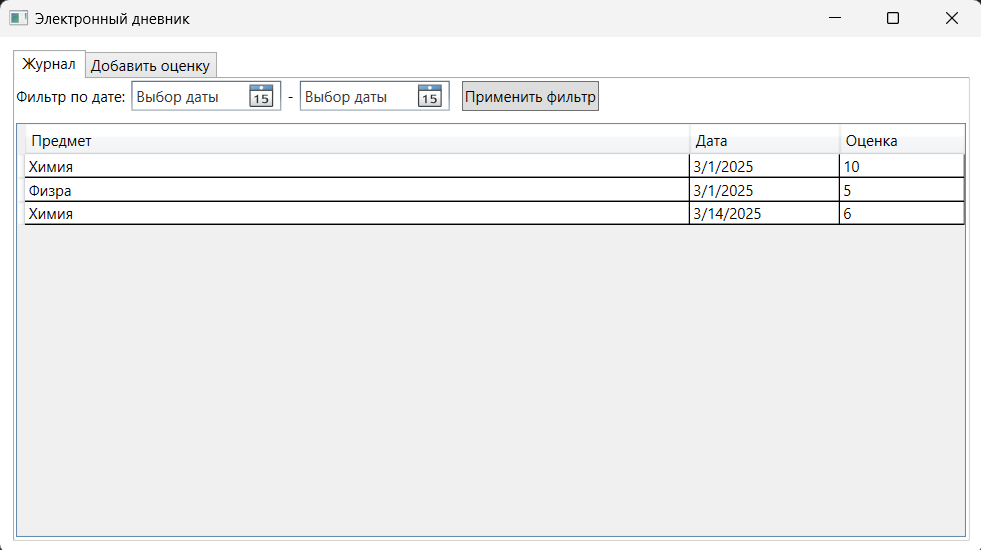 Электронный дневник
Журнал Добавить оценку
Фильтр по дате: Выбор даты 15 - Выбор даты 15 Применить фильтр
Предмет Дата Оценка
Химия 3/1/2025 10
Физра 3/1/2025 5
Химия 3/14/2025 6